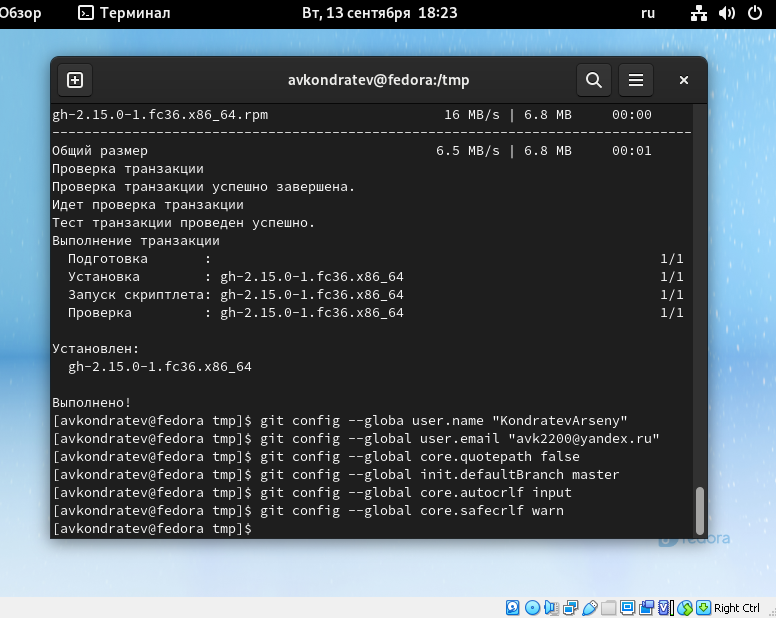 Обзор Терминал Вт, 13 сентября 18:23 ru
avkondratev@fedora:/tmp
gh-2.15.0-1.fc36.x86_64.rpm 16 MB/s | 6.8 MB 00:00
--------------------------------------------------------------------------------
Общий размер 6.5 MB/s | 6.8 MB 00:01
Проверка транзакции
Проверка транзакции успешно завершена.
Идет проверка транзакции
Тест транзакции проведен успешно.
Выполнение транзакции
Подготовка : 1/1
Установка : gh-2.15.0-1.fc36.x86_64 1/1
Запуск скриптлета: gh-2.15.0-1.fc36.x86_64 1/1
Проверка : gh-2.15.0-1.fc36.x86_64 1/1
Установлен:
gh-2.15.0-1.fc36.x86_64
Выполнено!
[avkondratev@fedora tmp]$ git config --globa user.name "KondratevArseny"
[avkondratev@fedora tmp]$ git config --global user.email "avk2200@yandex.ru"
[avkondratev@fedora tmp]$ git config --global core.quotepath false
[avkondratev@fedora tmp]$ git config --global init.defaultBranch master
[avkondratev@fedora tmp]$ git config --global core.autocrlf input
[avkondratev@fedora tmp]$ git config --global core.safecrlf warn
[avkondratev@fedora tmp]$
fedora
Right Ctrl